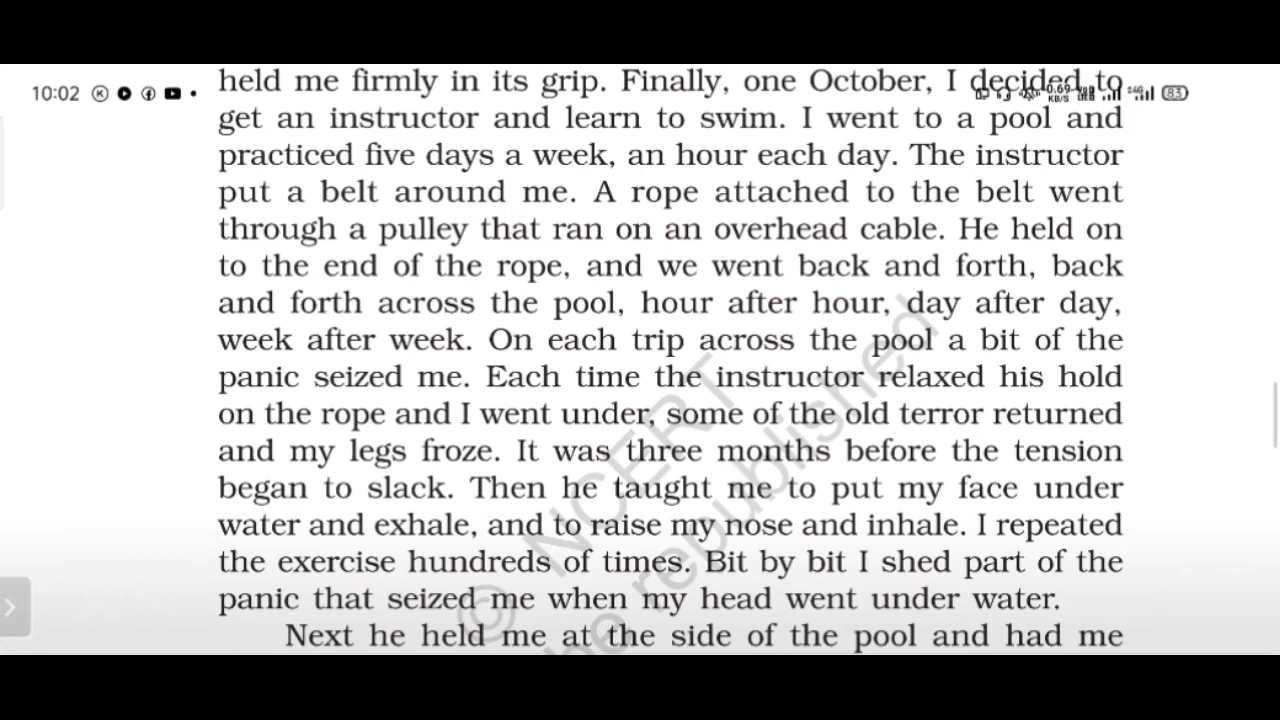 held me firmly in its grip. Finally, one October, I decided to
10:02
0.69 KB/S
83
get an instructor and learn to swim. I went to a pool and
practiced five days a week, an hour each day. The instructor
put a belt around me. A rope attached to the belt went
through a pulley that ran on an overhead cable. He held on
to the end of the rope, and we went back and forth, back
and forth across the pool, hour after hour, day after day,
week after week. On each trip across the pool a bit of the
panic seized me. Each time the instructor relaxed his hold
on the rope and I went under, some of the old terror returned
and my legs froze. It was three months before the tension
began to slack. Then he taught me to put my face under
water and exhale, and to raise my nose and inhale. I repeated
the exercise hundreds of times. Bit by bit I shed part of the
panic that seized me when my head went under water.
Next he held me at the side of the pool and had me
© NCERT
be republished